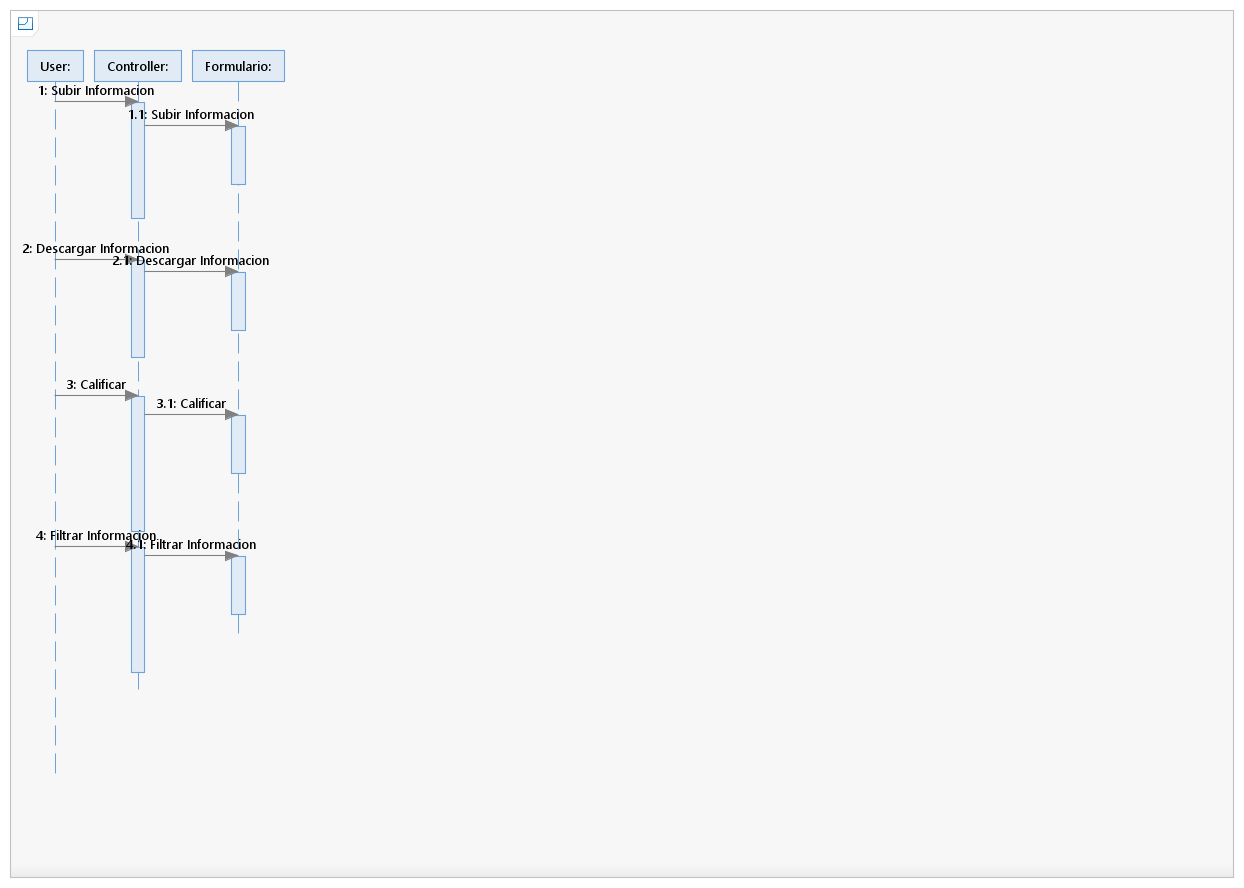 User:
Controller:
Formulario:
1: Subir Informacion
1.1: Subir Informacion
2: Descargar Informacion
2.1: Descargar Informacion
3: Calificar
3.1: Calificar
4: Filtrar Informacion
4.1: Filtrar Informacion